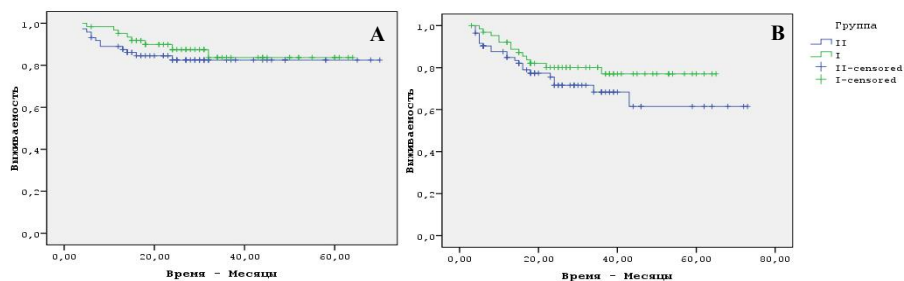 A
Выживаемость
1,0
0,8
0,6
0,4
0,2
0,0
0,00
20,00
40,00
60,00
Время - Месяцы
B
Выживаемость
1,0
0,8
0,6
0,4
0,2
0,0
0,00
20,00
40,00
60,00
80,00
Время - Месяцы
Группа
II
I
II-censored
I-censored